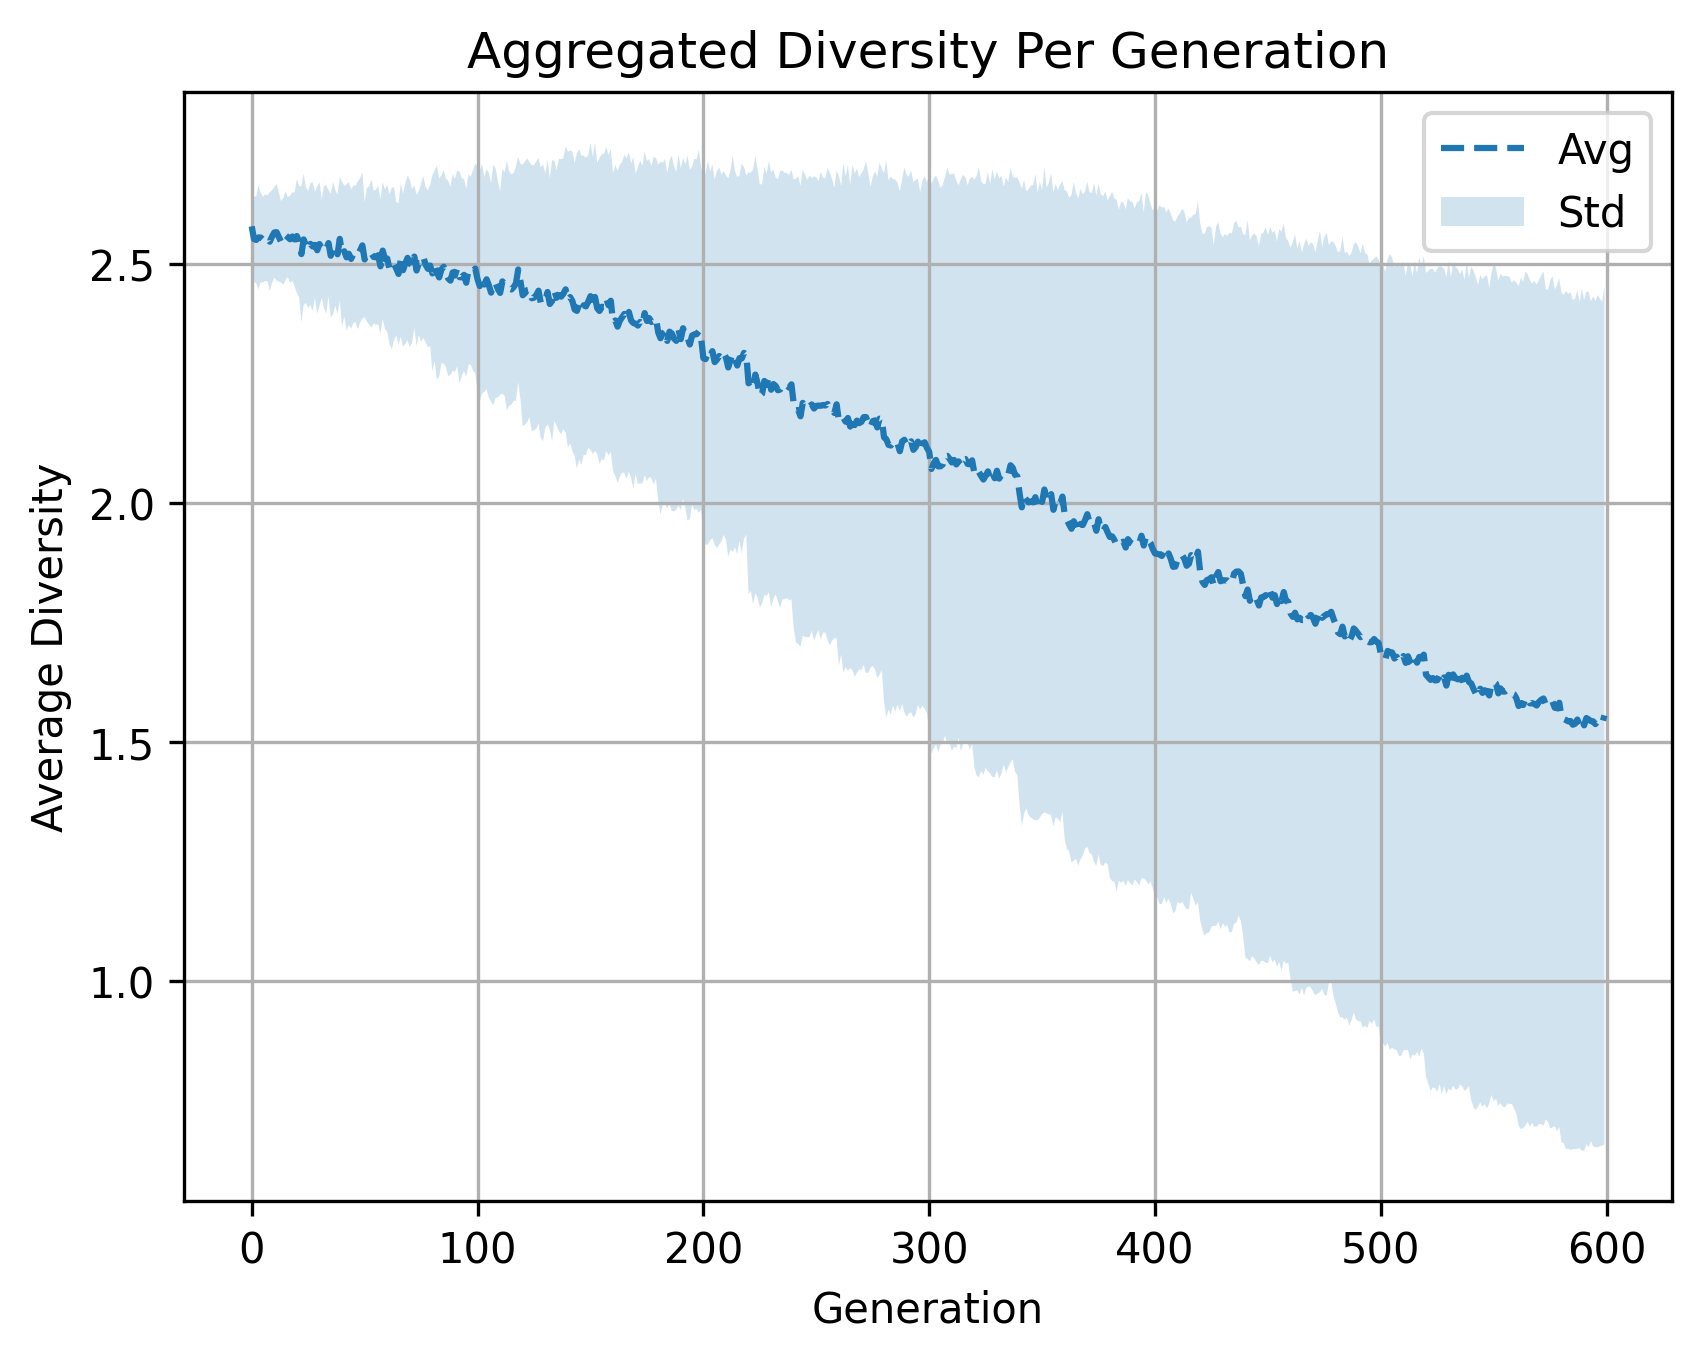 Aggregated Diversity Per Generation
Avg
Std
Average Diversity
2.5
2.0
1.5
1.0
0 100 200 300 400 500 600
Generation